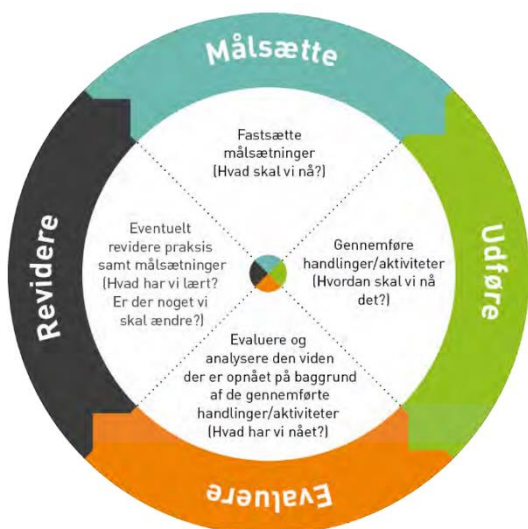 Målsætte
Fastsætte
målsætninger
(Hvad skal vi nå?)
Udføre
Gennemføre
handlinger/aktiviteter
(Hvordan skal vi nå
det?)
Evaluere
Evaluere og
analysere den viden
der er opnået på baggrund
af de gennemførte
handlinger/aktiviteter
(Hvad har vi nået?)
Revidere
Eventuelt
revidere praksis
samt målsætninger
(Hvad har vi lært?
Er der noget vi
skal ændre?)